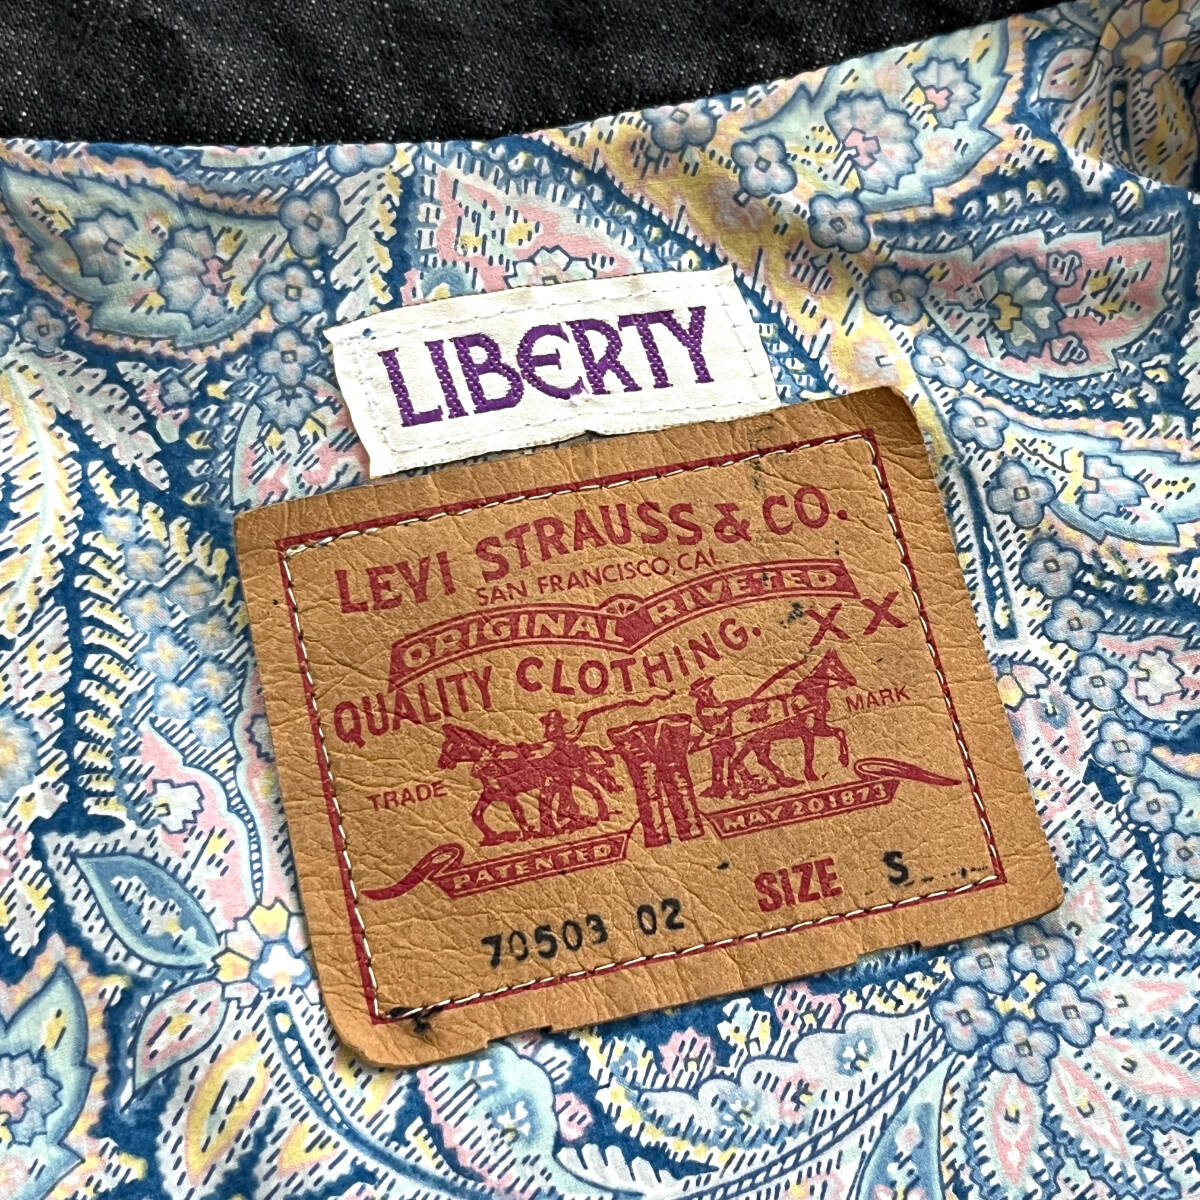 LIBERTY
LEVI STRAUSS & CO.
SAN FRANCISCO, CAL.
ORIGINAL RIVETED
QUALITY CLOTHING. XX
TRADE MARK
PATENTED MAY 20 1873
SIZE S
70503 02